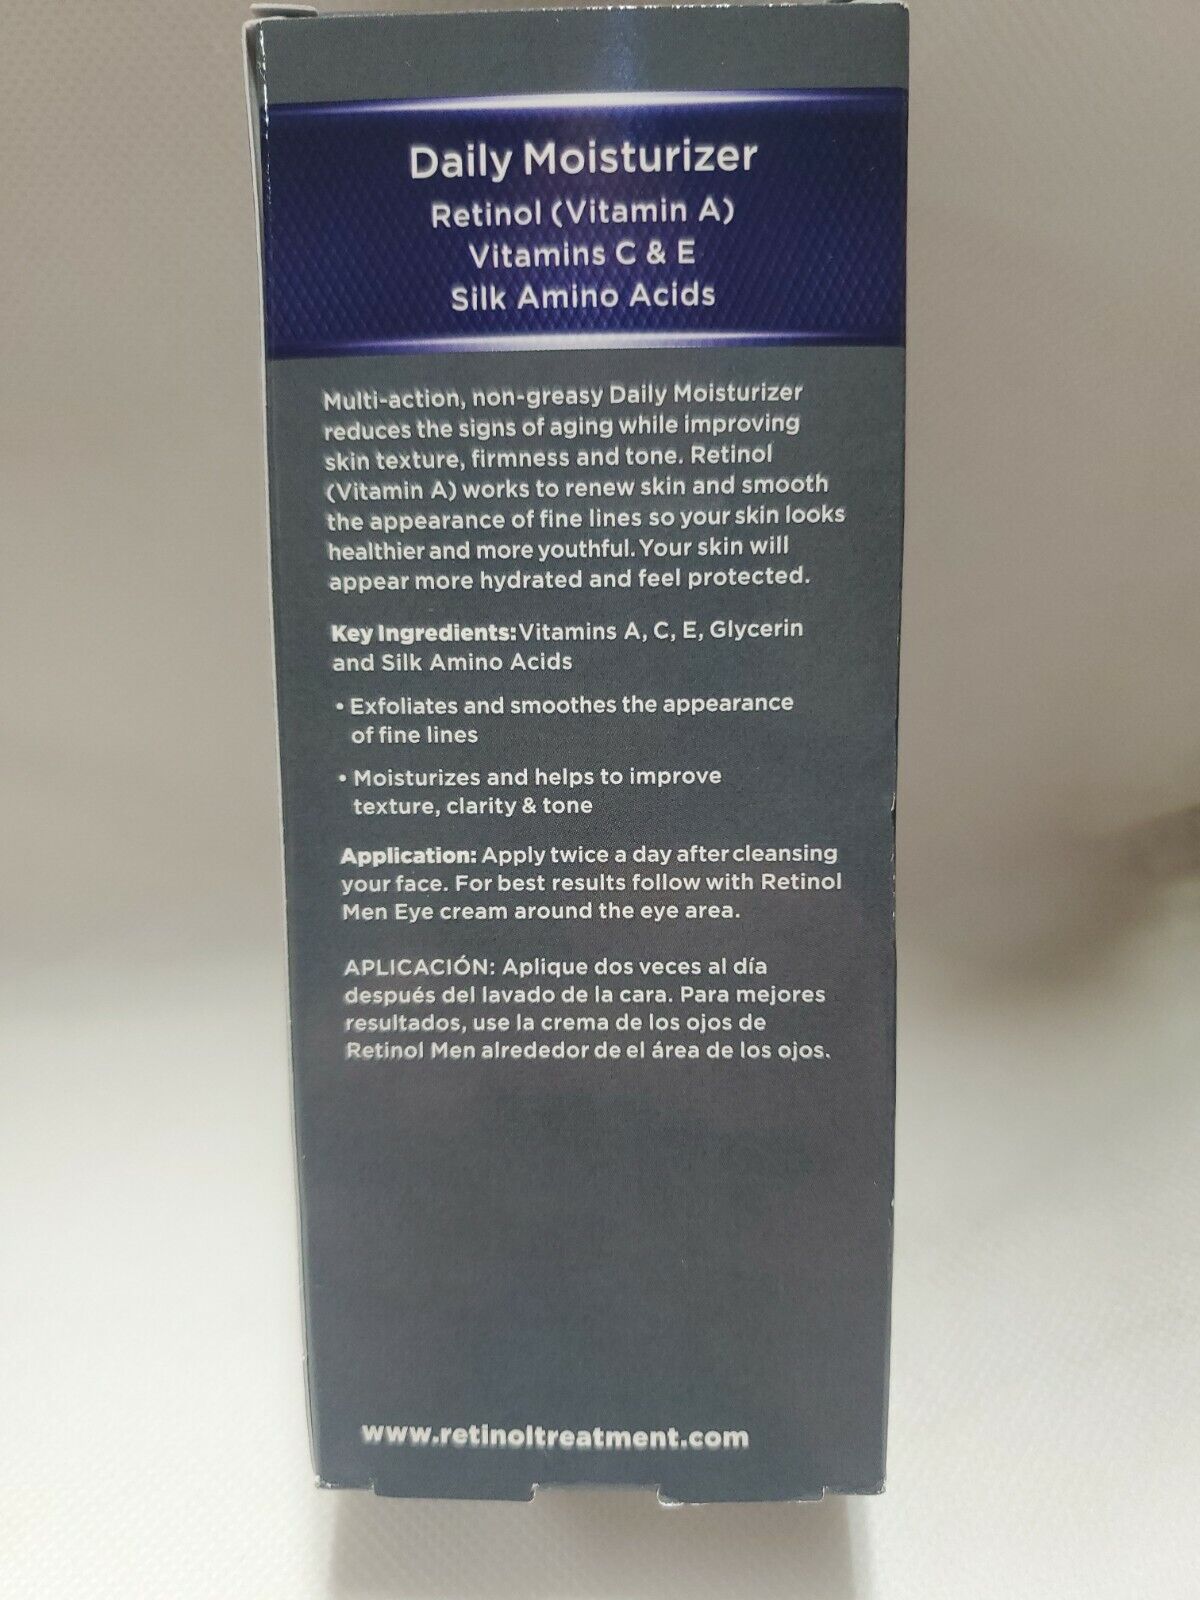 Daily Moisturizer
Retinol (Vitamin A)
Vitamins C & E
Silk Amino Acids
Multi-action, non-greasy Daily Moisturizer
reduces the signs of aging while improving
skin texture, firmness and tone. Retinol
(Vitamin A) works to renew skin and smooth
the appearance of fine lines so your skin looks
healthier and more youthful. Your skin will
appear more hydrated and feel protected.
Key Ingredients: Vitamins A, C, E, Glycerin
and Silk Amino Acids
• Exfoliates and smoothes the appearance
of fine lines
• Moisturizes and helps to improve
texture, clarity & tone
Application: Apply twice a day after cleansing
your face. For best results follow with Retinol
Men Eye cream around the eye area.
APLICACIÓN: Aplique dos veces al día
después del lavado de la cara. Para mejores
resultados, use la crema de los ojos de
Retinol Men alrededor de el área de los ojos.
www.retinoltreatment.com